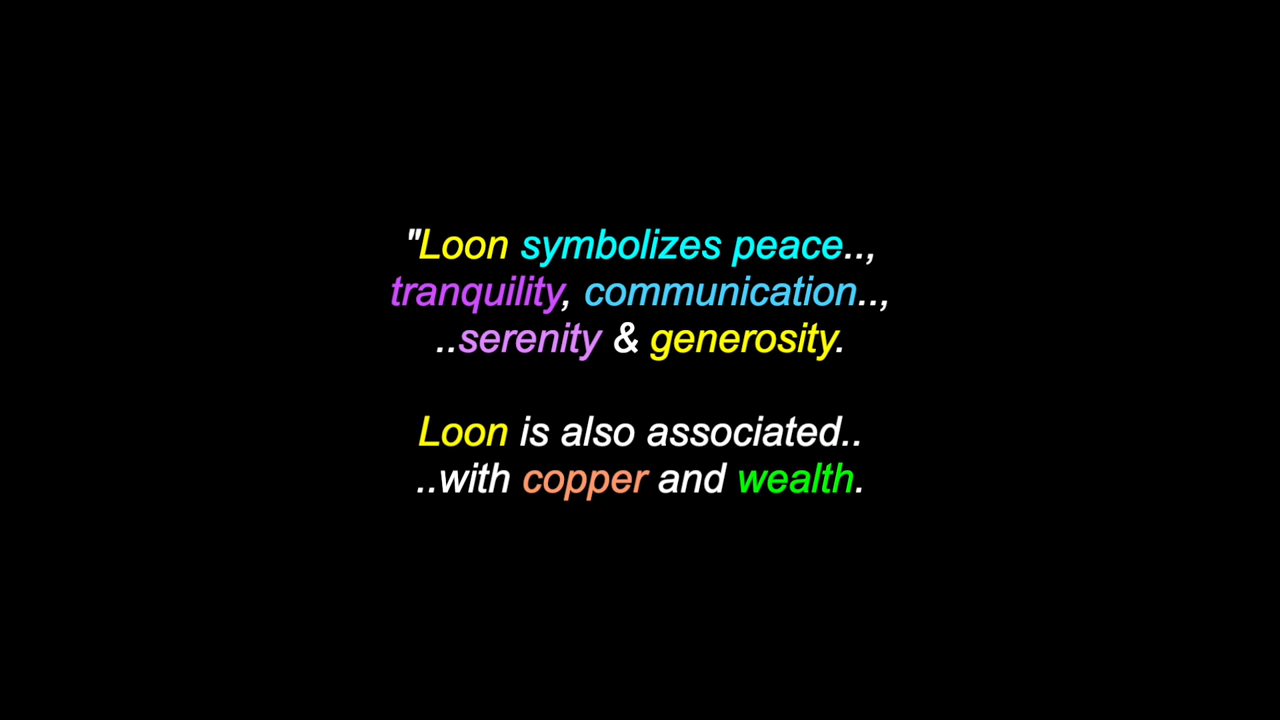 "Loon symbolizes peace..,
tranquility, communication..,
..serenity & generosity.
Loon is also associated..
..with copper and wealth.